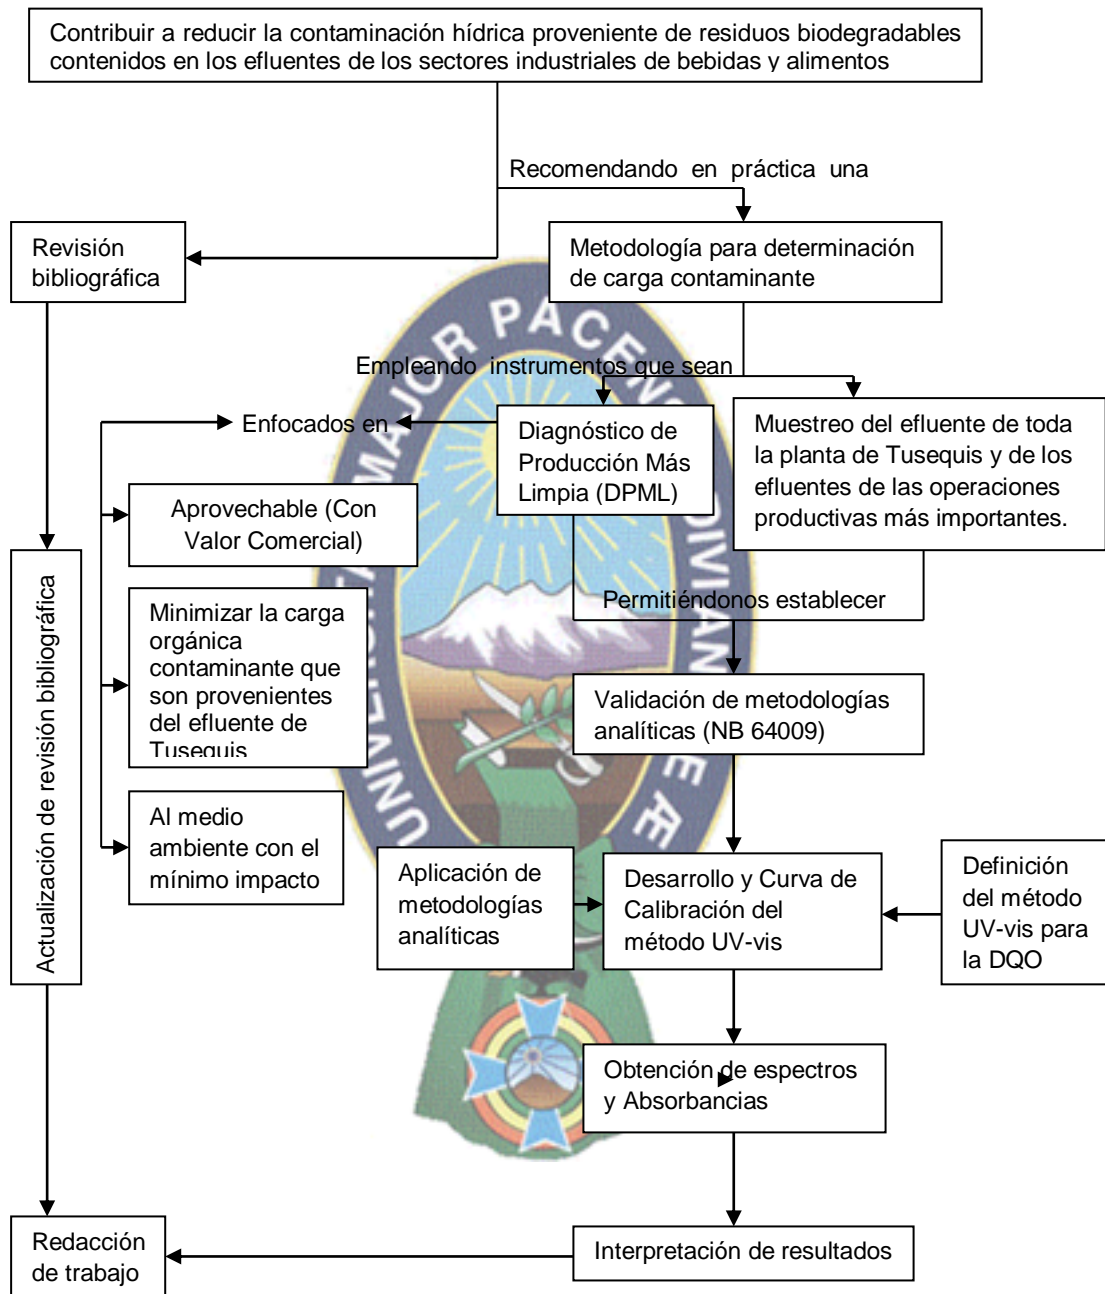 Contribuir a reducir la contaminación hídrica proveniente de residuos biodegradables
contenidos en los efluentes de los sectores industriales de bebidas y alimentos
Recomendando en práctica una
Revisión
bibliográfica
Metodología para determinación
de carga contaminante
Empleando instrumentos que sean
Enfocados en
Diagnóstico de
Producción Más
Limpia (DPML)
Muestreo del efluente de toda
la planta de Tusequis y de los
efluentes de las operaciones
productivas más importantes.
Aprovechable (Con
Valor Comercial)
Permitiéndonos establecer
Minimizar la carga
orgánica
contaminante que
son provenientes
del efluente de
Tusequis
Validación de metodologías
analíticas (NB 64009)
Actualización de revisión bibliográfica
Al medio
ambiente con el
mínimo impacto
Aplicación de
metodologías
analíticas
Desarrollo y Curva de
Calibración del
método UV-vis
Definición
del método
UV-vis para
la DQO
Obtención de espectros
y Absorbancias
Redacción
de trabajo
Interpretación de resultados
MAJOR PACEN
DIVIAN
E Æ